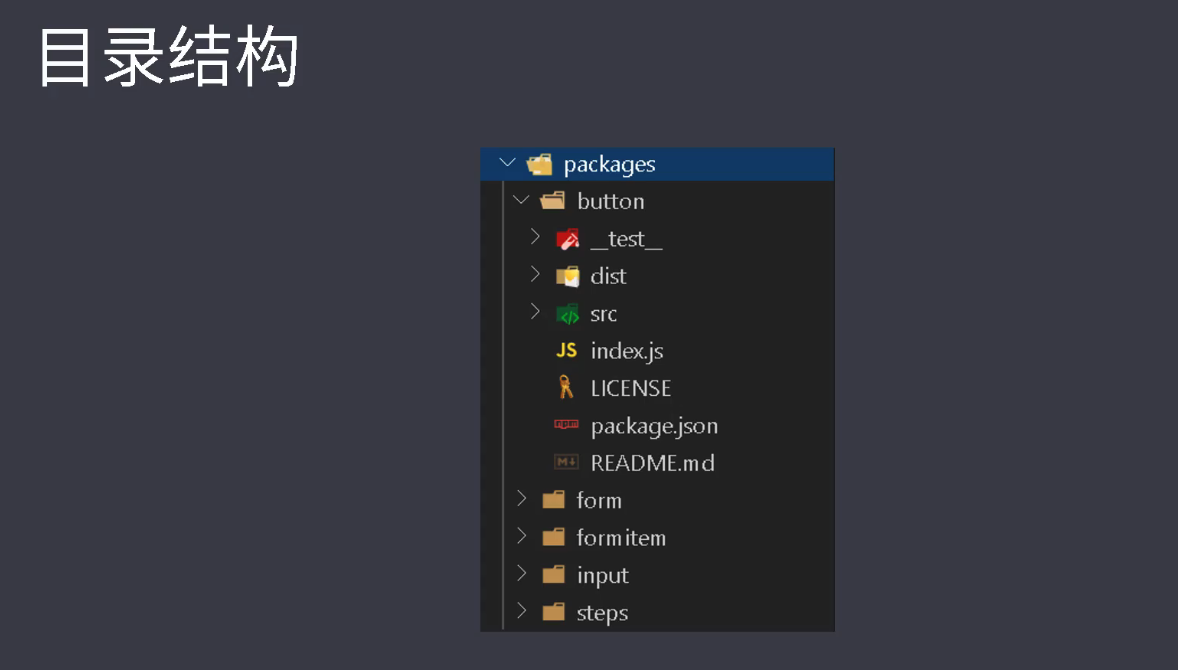 目录结构
packages
button
__test__
dist
src
JS index.js
LICENSE
npm package.json
M↓ README.md
form
formitem
input
steps